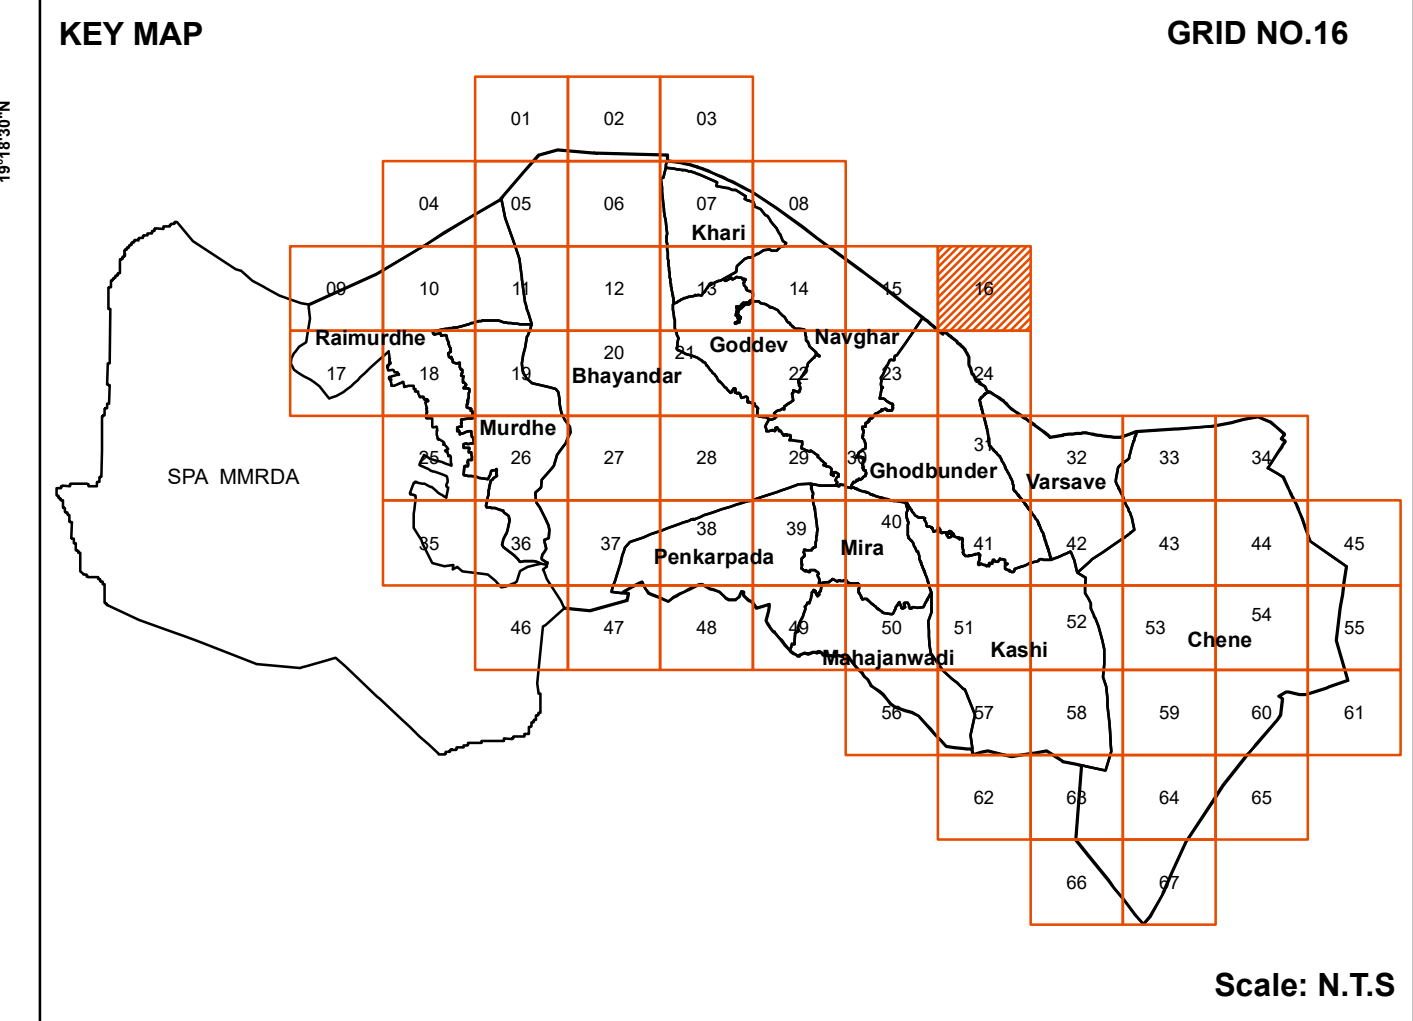 KEY MAP
GRID NO.16
19°18'30"N
01 02 03
04 05 06 07 08
Khari
09 10 11 12 13 14 15 16
Raimurdhe
Goddev
Navghar
17 18 19 20 21 22 23 24
Bhayandar
Murdhe
25 26 27 28 29 30 31 32 33 34
Ghodbunder
Varsave
SPA MMRDA
35 36 37 38 39 40 41 42 43 44 45
Penkarpada
Mira
46 47 48 49 50 51 52 53 54 55
Mahajanwadi
Kashi
Chene
56 57 58 59 60 61
62 63 64 65
66 67
Scale: N.T.S